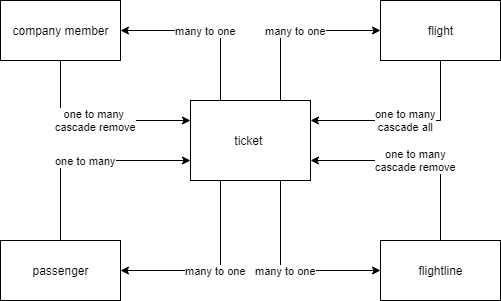 company member
many to one
many to one
flight
one to many
cascade remove
one to many
cascade all
ticket
one to many
one to many
cascade remove
passenger
many to one
many to one
flightline